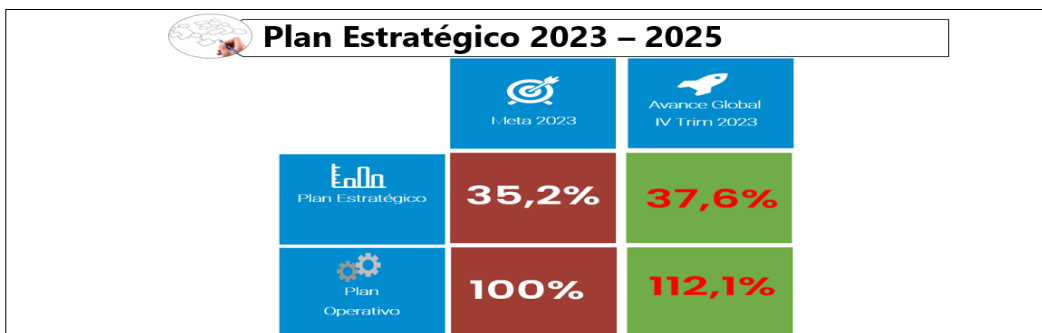 Plan Estratégico 2023 – 2025
Meta 2023
Avance Global
IV Trim 2023
Plan Estratégico
35,2%
37,6%
Plan
Operativo
100%
112,1%